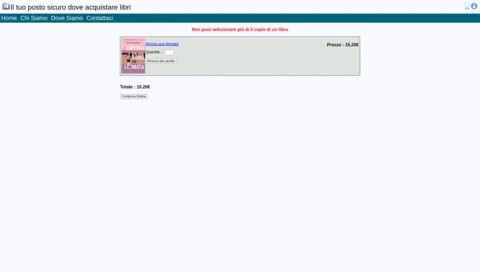 Il tuo posto sicuro dove acquistare libri
Home Chi Siamo Dove Siamo Contattaci
Non puoi selezionare più di 5 copie di un libro
Ancora una fermata
Prezzo : 15.20€
Quantità :
Rimuovi dal carrello
FERMATA
Totale : 15.20€
Conferma Ordine